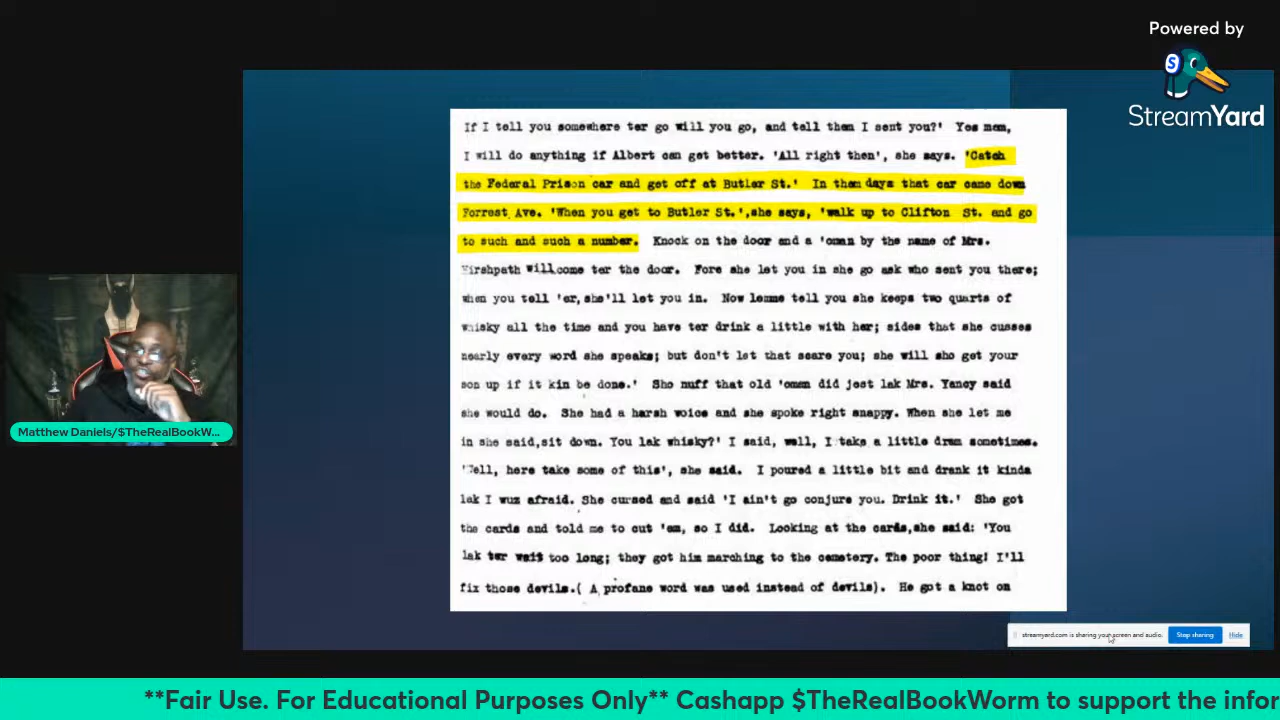 Powered by
StreamYard
If I tell you somewhere ter go will you go, and tell them I sent you?' Yes mam,
I will do anything if Albert can get better. 'All right then', she says. 'Catch
the Federal Prison car and get off at Butler St.' In them days that car came down
Forrest Ave. 'When you get to Butler St.', she says, 'walk up to Clifton St. and go
to such and such a number. Knock on the door and a 'oman by the name of Mrs.
Hirshpath will come ter the door. Fore she let you in she go ask who sent you there;
when you tell 'er, she'll let you in. Now lemme tell you she keeps two quarts of
whisky all the time and you have ter drink a little with her; sides that she cusses
nearly every word she speaks; but don't let that scare you; she will sho get your
son up if it kin be done.' Sho nuff that old 'oman did jest lak Mrs. Yancy said
she would do. She had a harsh voice and she spoke right snappy. When she let me
in she said, sit down. You lak whisky?' I said, well, I take a little dram sometimes.
'Well, here take some of this', she said. I poured a little bit and drank it kinda
lak I wuz afraid. She cursed and said 'I ain't go conjure you. Drink it.' She got
the cards and told me to cut 'em, so I did. Looking at the cards, she said: 'You
lak ter wait too long; they got him marching to the cemetery. The poor thing! I'll
fix those devils.( A profane word was used instead of devils). He got a knot on
Matthew Daniels/$TheRealBookW...
streamyard.com is sharing your screen and audio. Stop sharing Hide
**Fair Use. For Educational Purposes Only** Cashapp $TheRealBookWorm to support the infor